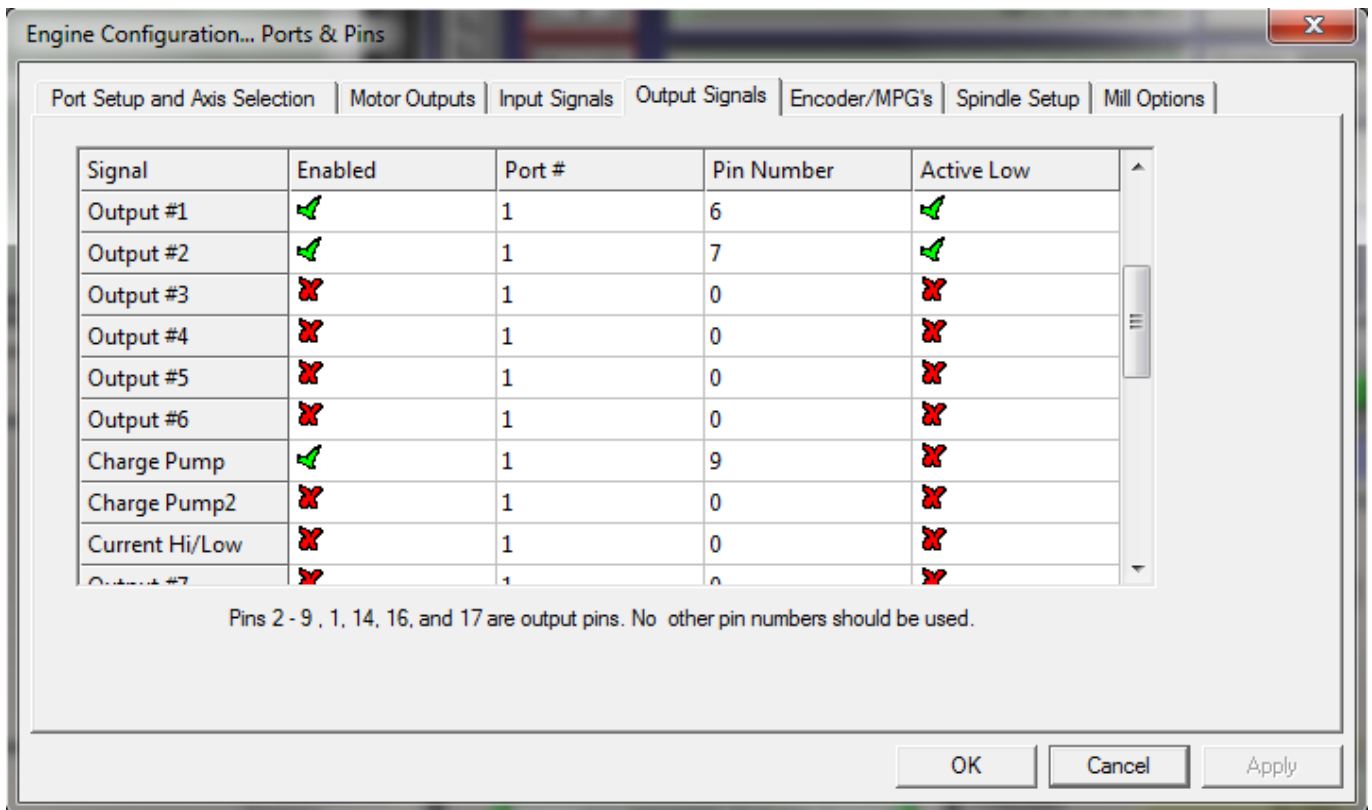 Engine Configuration... Ports & Pins
Port Setup and Axis Selection Motor Outputs Input Signals Output Signals Encoder/MPG's Spindle Setup Mill Options
Signal Enabled Port # Pin Number Active Low
Output #1 1 6
Output #2 1 7
Output #3 1 0
Output #4 1 0
Output #5 1 0
Output #6 1 0
Charge Pump 1 9
Charge Pump2 1 0
Current Hi/Low 1 0
Output #7 1 0
Pins 2 - 9 , 1, 14, 16, and 17 are output pins. No other pin numbers should be used.
OK Cancel Apply